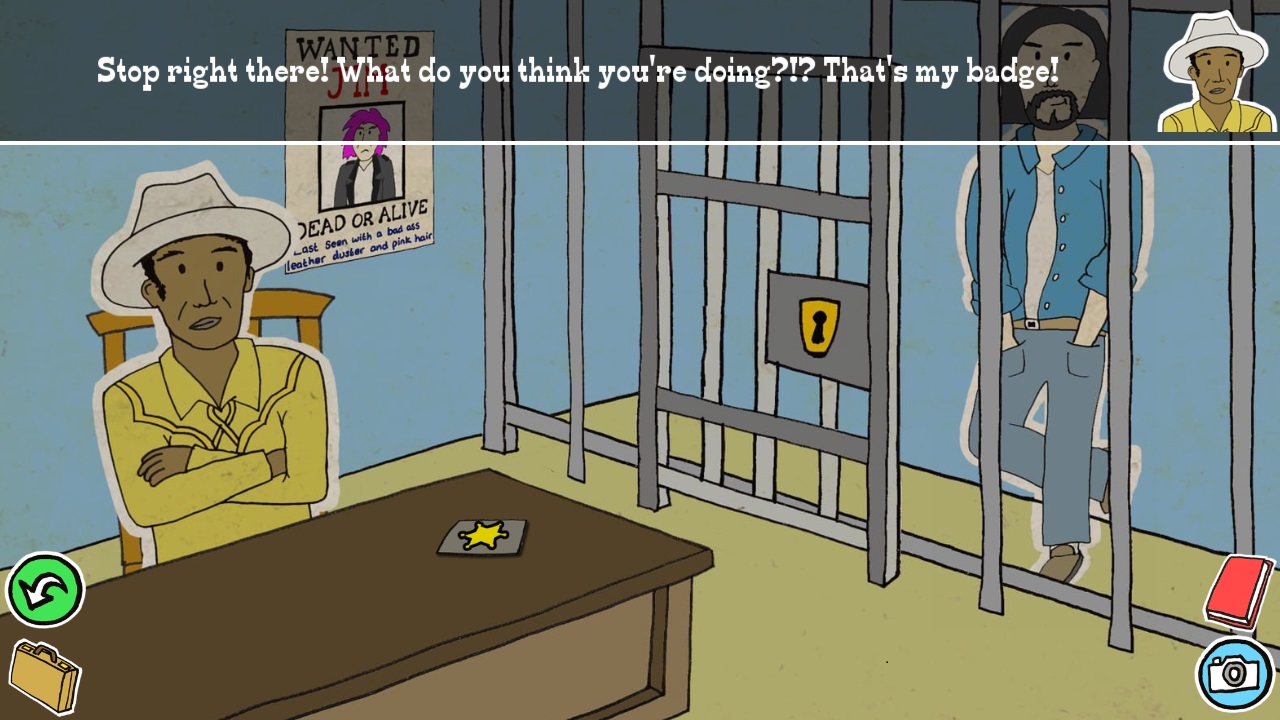 Stop right there! What do you think you're doing?!? That's my badge!
WANTED
JIM
DEAD OR ALIVE
Last seen with a bad ass
leather duster and pink hair